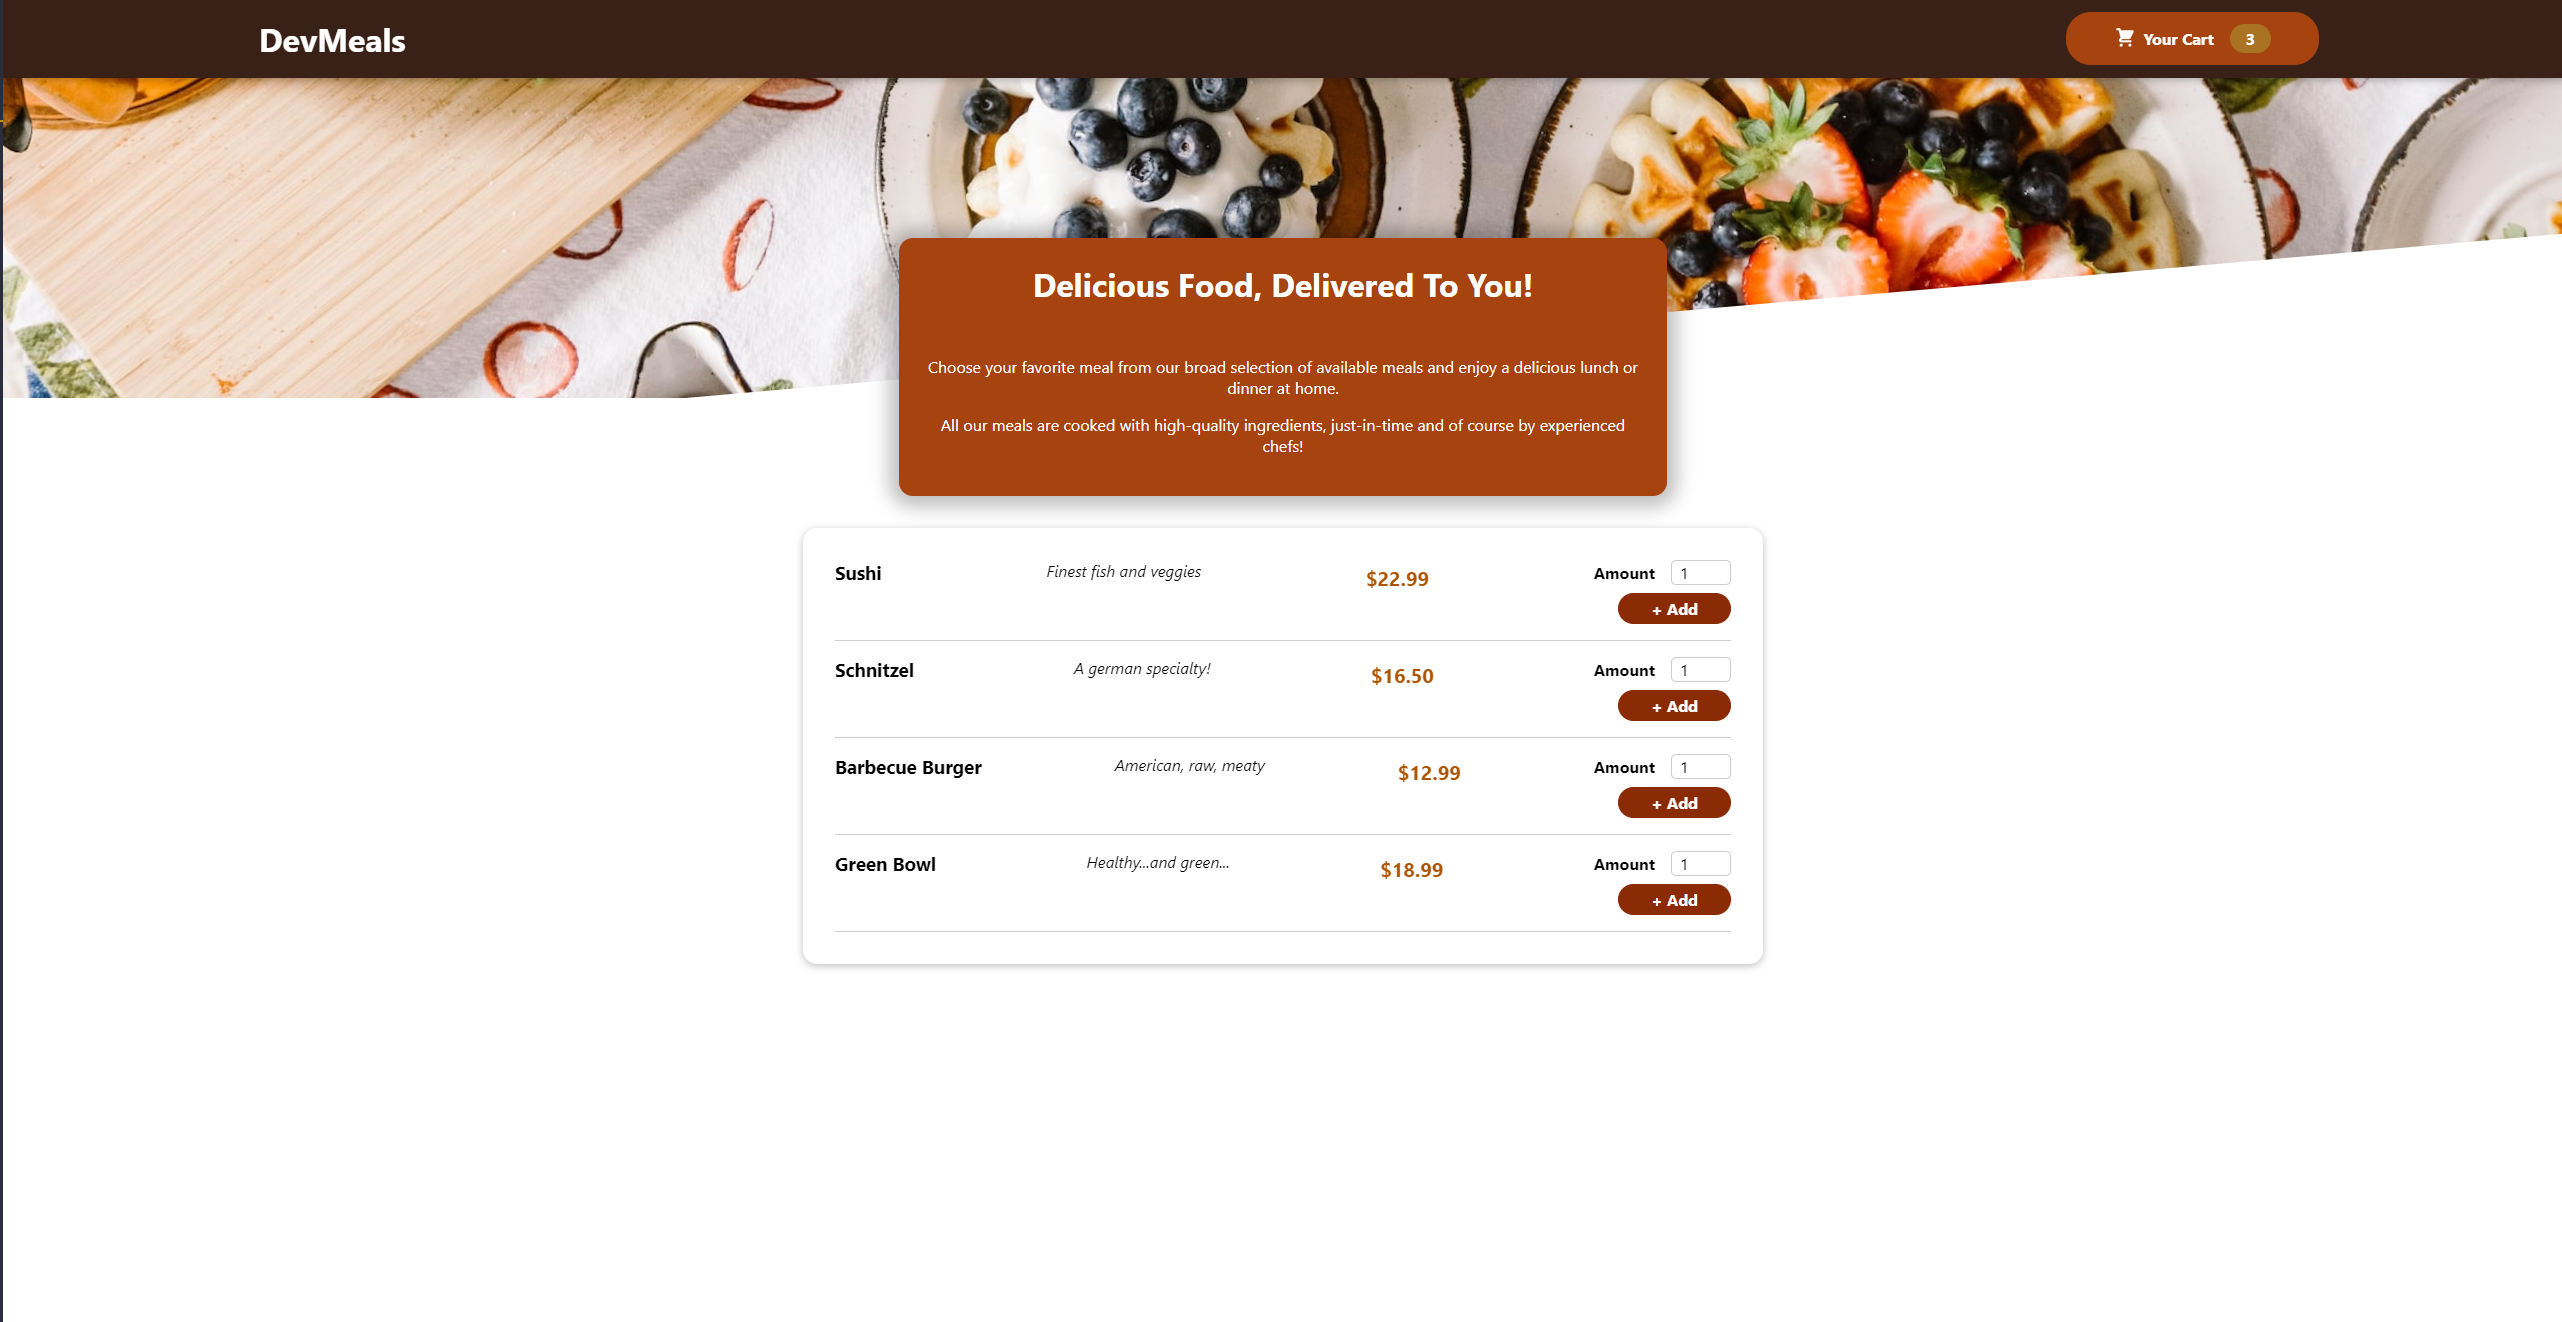 DevMeals
Your Cart 3
Delicious Food, Delivered To You!
Choose your favorite meal from our broad selection of available meals and enjoy a delicious lunch or
dinner at home.
All our meals are cooked with high-quality ingredients, just-in-time and of course by experienced
chefs!
Sushi Finest fish and veggies $22.99 Amount 1
+ Add
Schnitzel A german specialty! $16.50 Amount 1
+ Add
Barbecue Burger American, raw, meaty $12.99 Amount 1
+ Add
Green Bowl Healthy...and green... $18.99 Amount 1
+ Add